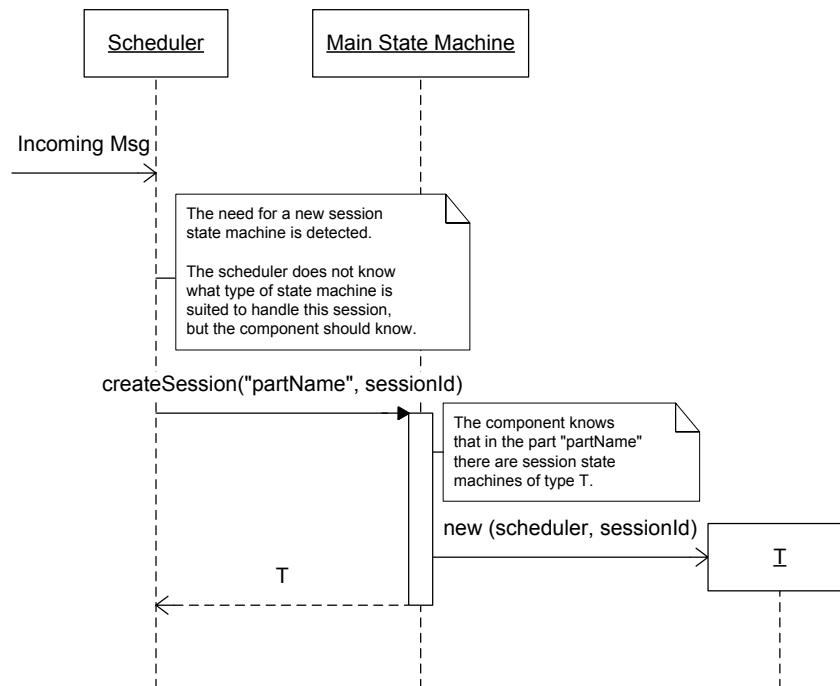 Scheduler
Main State Machine
Incoming Msg
The need for a new session
state machine is detected.
The scheduler does not know
what type of state machine is
suited to handle this session,
but the component should know.
createSession("partName", sessionId)
The component knows
that in the part "partName"
there are session state
machines of type T.
new (scheduler, sessionId)
T
T